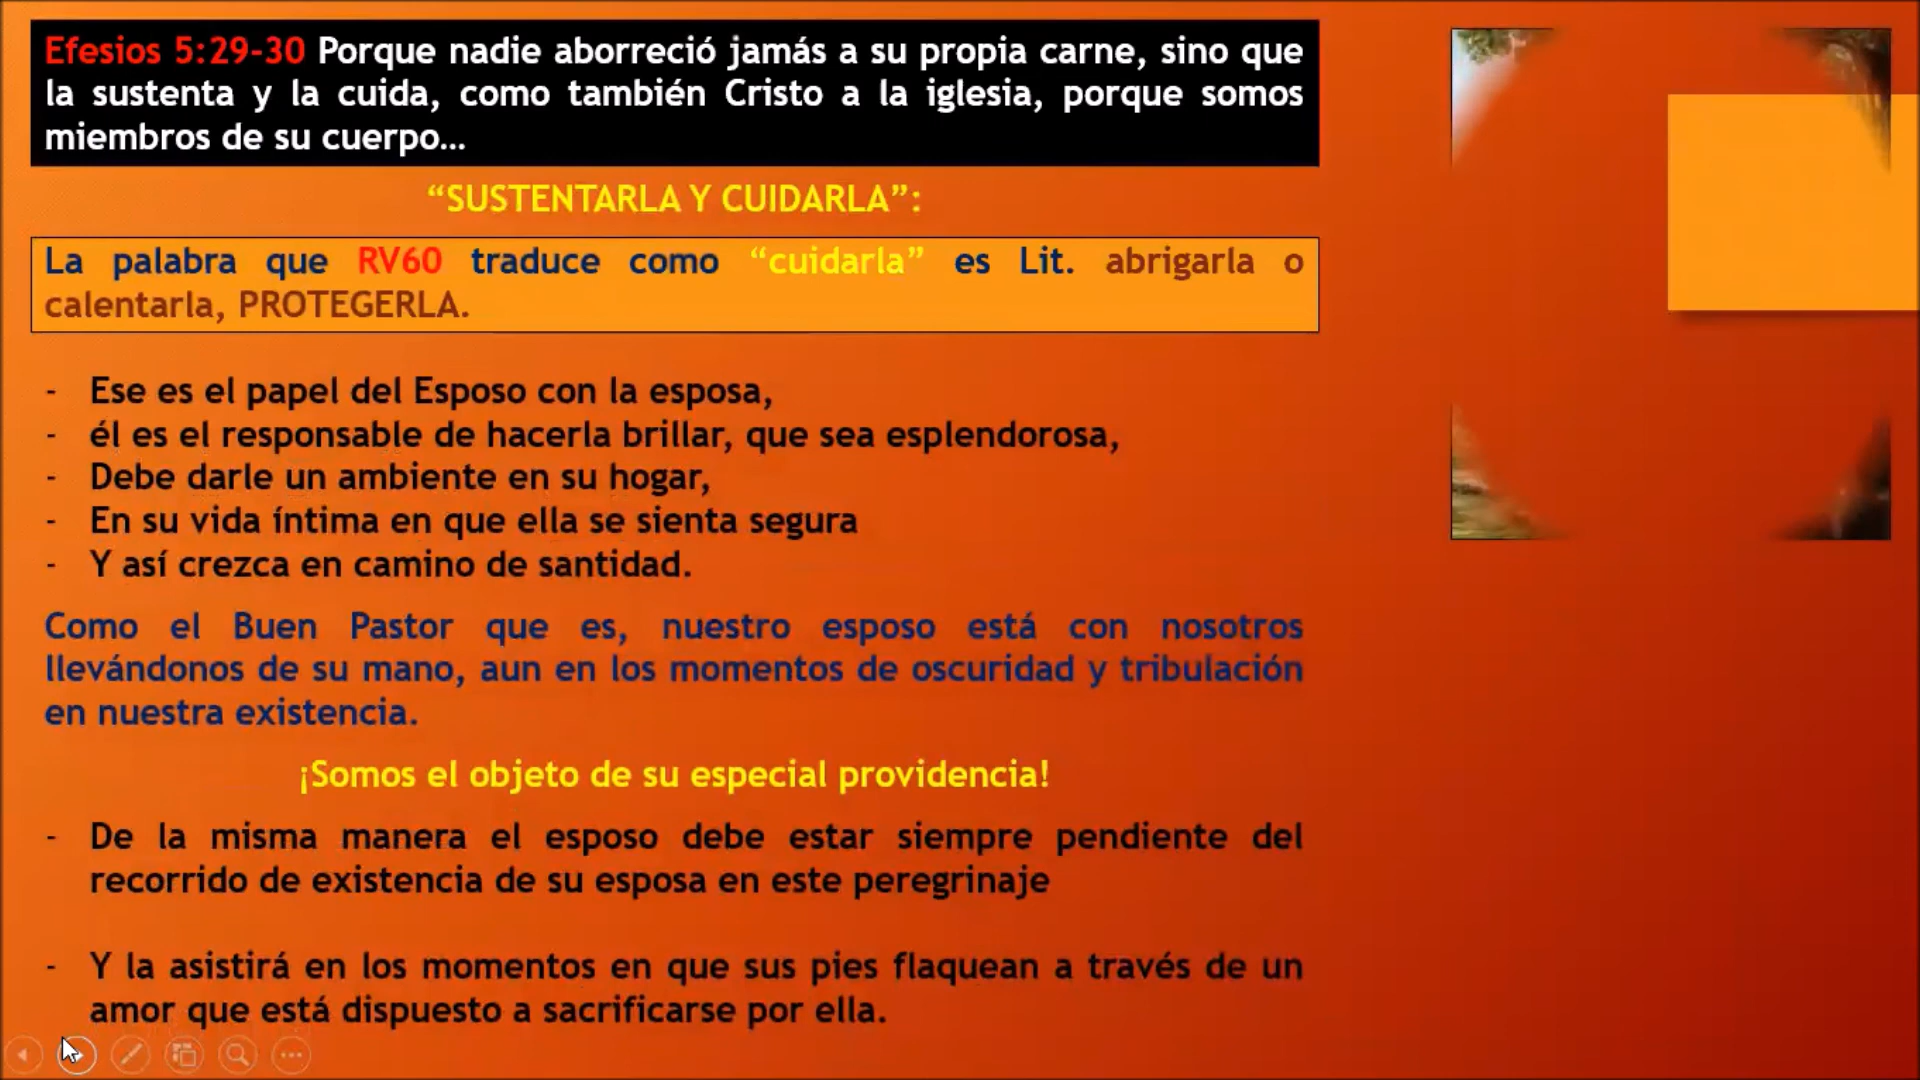 Efesios 5:29-30 Porque nadie aborreció jamás a su propia carne, sino que
la sustenta y la cuida, como también Cristo a la iglesia, porque somos
miembros de su cuerpo...
“SUSTENTARLA Y CUIDARLA”:
La palabra que RV60 traduce como “cuidarla” es Lit. abrigarla o
calentarla, PROTEGERLA.
- Ese es el papel del Esposo con la esposa,
- él es el responsable de hacerla brillar, que sea esplendorosa,
- Debe darle un ambiente en su hogar,
- En su vida íntima en que ella se sienta segura
- Y así crezca en camino de santidad.
Como el Buen Pastor que es, nuestro esposo está con nosotros
llevándonos de su mano, aun en los momentos de oscuridad y tribulación
en nuestra existencia.
¡Somos el objeto de su especial providencia!
- De la misma manera el esposo debe estar siempre pendiente del
recorrido de existencia de su esposa en este peregrinaje
- Y la asistirá en los momentos en que sus pies flaquean a través de un
amor que está dispuesto a sacrificarse por ella.